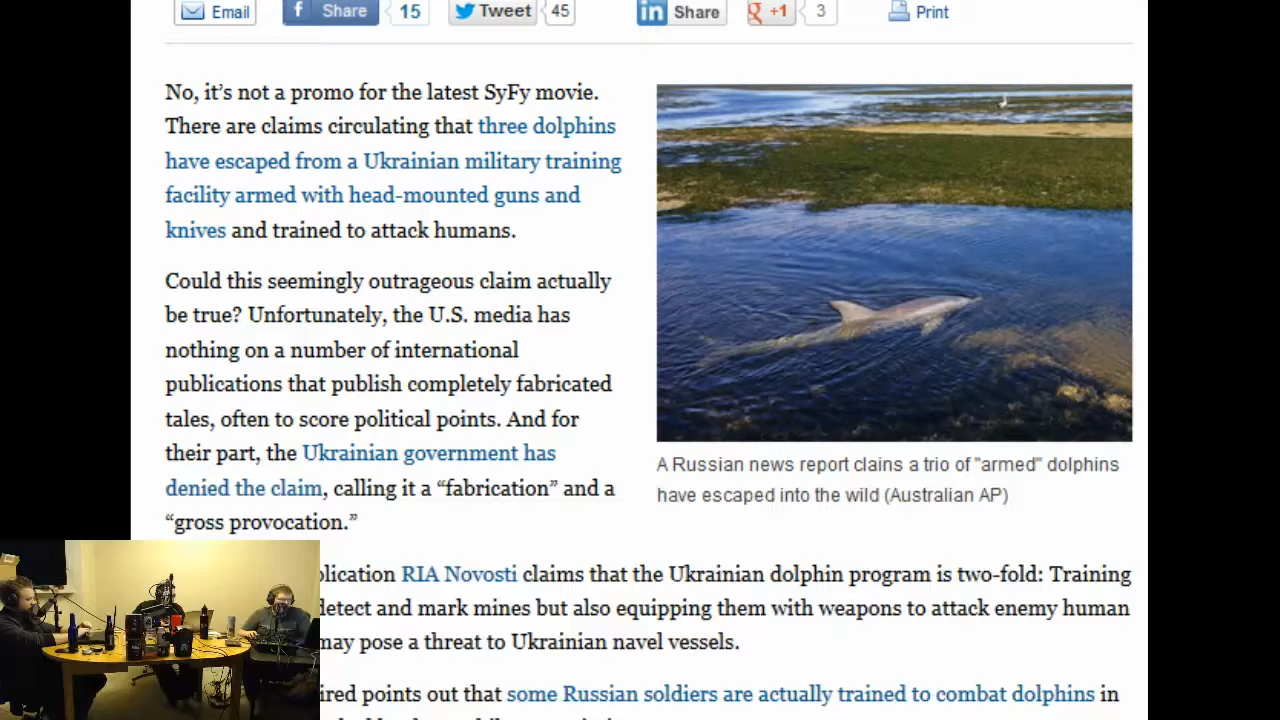 Email
Share 15
Tweet 45
Share
+1 3
Print
No, it's not a promo for the latest SyFy movie.
There are claims circulating that three dolphins
have escaped from a Ukrainian military training
facility armed with head-mounted guns and
knives and trained to attack humans.
Could this seemingly outrageous claim actually
be true? Unfortunately, the U.S. media has
nothing on a number of international
publications that publish completely fabricated
tales, often to score political points. And for
their part, the Ukrainian government has
denied the claim, calling it a “fabrication” and a
“gross provocation.”
A Russian news report clains a trio of "armed" dolphins
have escaped into the wild (Australian AP)
lication RIA Novosti claims that the Ukrainian dolphin program is two-fold: Training
detect and mark mines but also equipping them with weapons to attack enemy human
may pose a threat to Ukrainian navel vessels.
ired points out that some Russian soldiers are actually trained to combat dolphins in